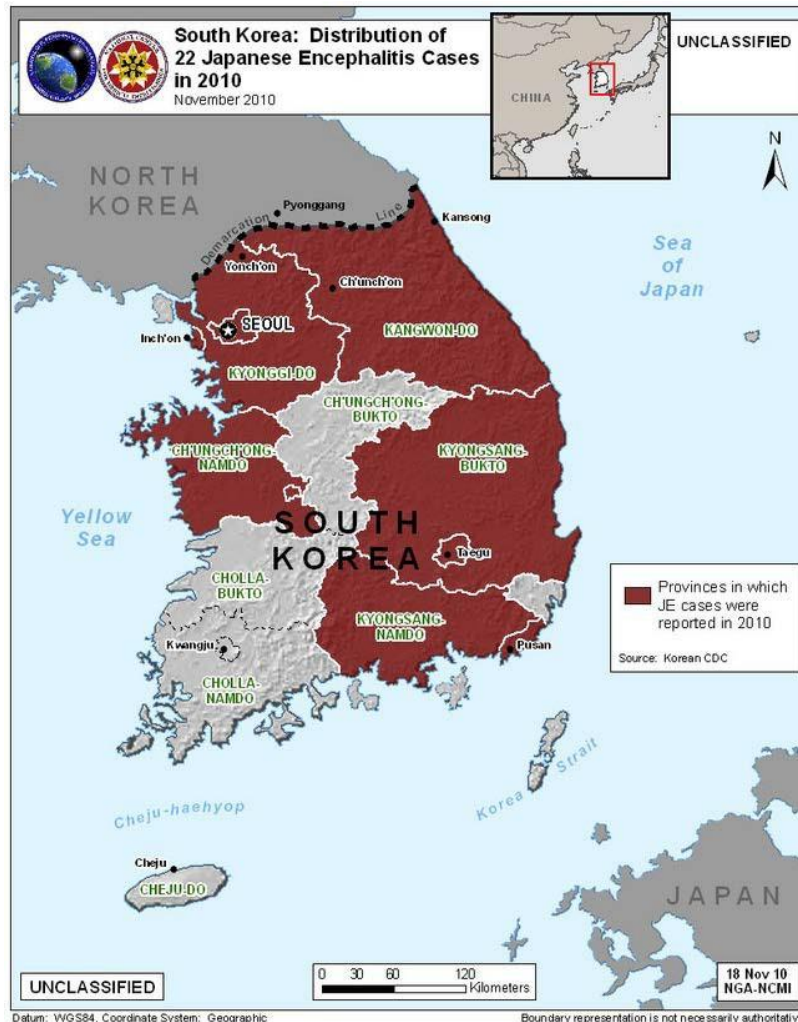 South Korea: Distribution of
22 Japanese Encephalitis Cases
in 2010
November 2010
UNCLASSIFIED
CHINA
N
NORTH
KOREA
Pyonggang
Demarcation Line
Kansong
Yonch'on
Ch'unch'on
Sea
of
Japan
SEOUL
Inch'on
KANGWON-DO
KYONGGI-DO
CH'UNGCH'ONG-
BUKTO
CH'UNGCH'ONG-
NAMDO
KYONGSANG-
BUKTO
Yellow
Sea
SOUTH
KOREA
Taegu
CHOLLA-
BUKTO
KYONGSANG-
NAMDO
Kwangju
Pusan
CHOLLA-
NAMDO
Provinces in which
JE cases were
reported in 2010
Source: Korean CDC
Korea Strait
Cheju-haehyop
Cheju
CHEJU-DO
JAPAN
UNCLASSIFIED
0 30 60 120
Kilometers
18 Nov 10
NGA-NCMI
Datum: WGS84, Coordinate System: Geographic
Boundary representation is not necessarily